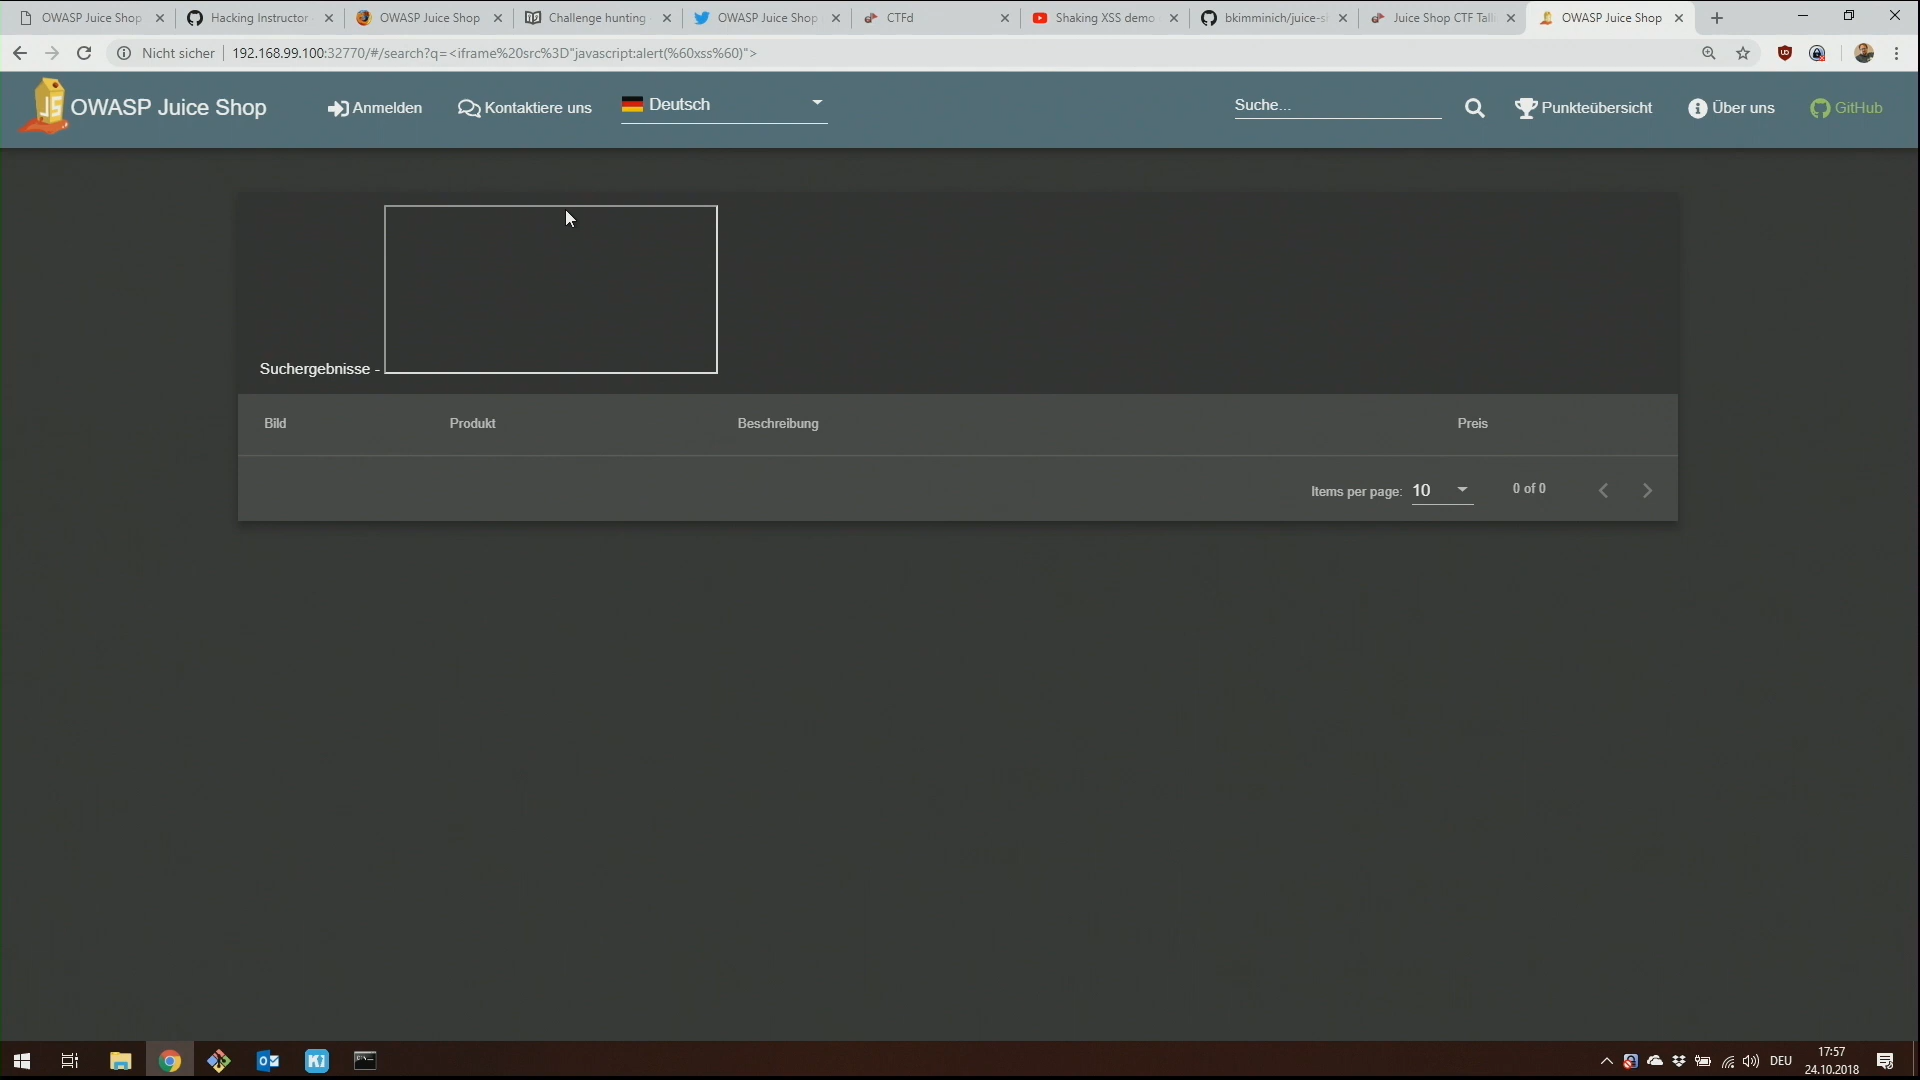 OWASP Juice Shop
Hacking Instructor
OWASP Juice Shop
Challenge hunting
OWASP Juice Shop
CTFd
Shaking XSS demo
bkimminich/juice-s
Juice Shop CTF Tall
OWASP Juice Shop
Nicht sicher
192.168.99.100:32770/#/search?q=<iframe%20src%3D"javascript:alert(%60xss%60)">
OWASP Juice Shop
Anmelden
Kontaktiere uns
Deutsch
Suche...
Punkteübersicht
Über uns
GitHub
Suchergebnisse -
Bild
Produkt
Beschreibung
Preis
Items per page: 10
0 of 0
DEU
17:57
24.10.2018